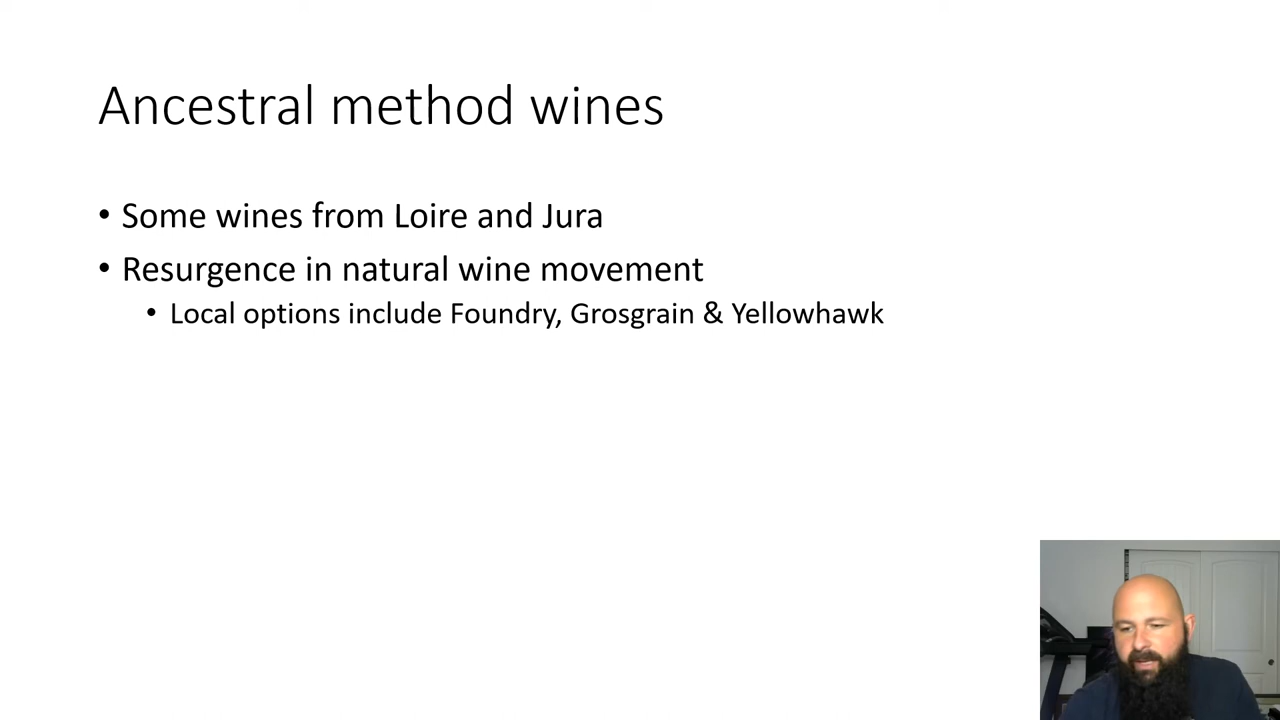 Ancestral method wines
• Some wines from Loire and Jura
• Resurgence in natural wine movement
• Local options include Foundry, Grosgrain & Yellowhawk